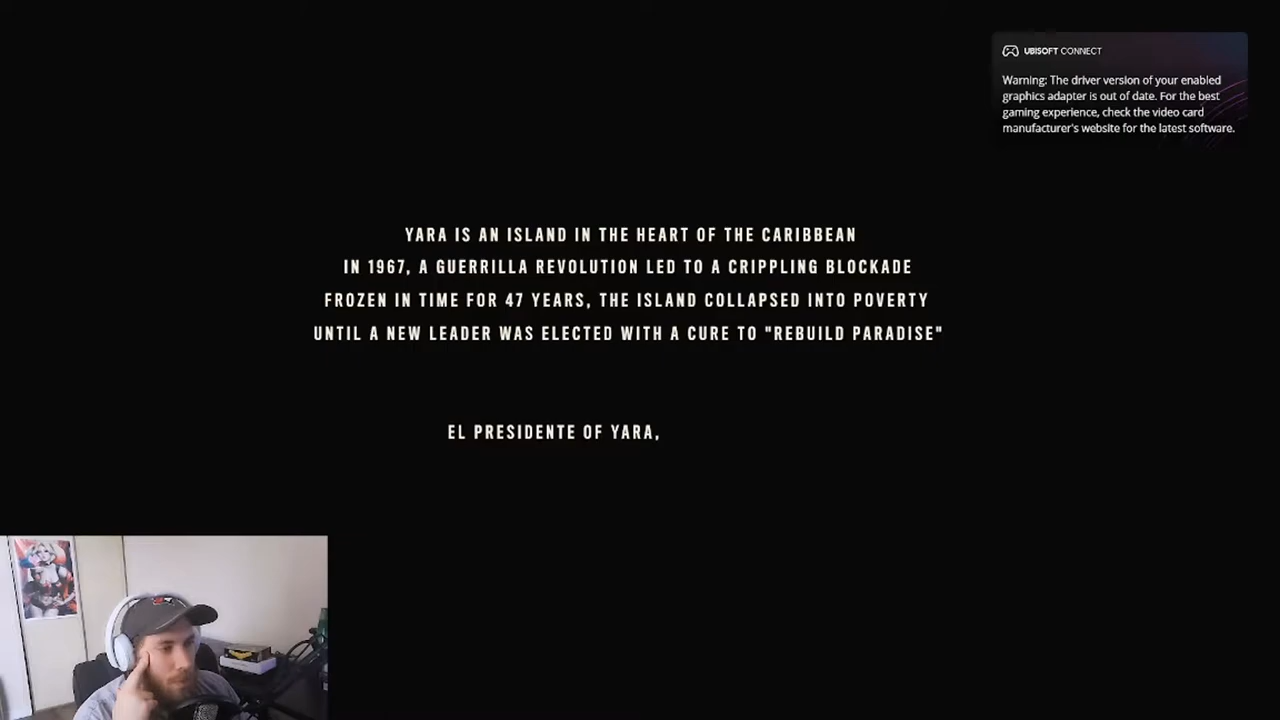 UBISOFT CONNECT
Warning: The driver version of your enabled
graphics adapter is out of date. For the best
gaming experience, check the video card
manufacturer's website for the latest software.
YARA IS AN ISLAND IN THE HEART OF THE CARIBBEAN
IN 1967, A GUERRILLA REVOLUTION LED TO A CRIPPLING BLOCKADE
FROZEN IN TIME FOR 47 YEARS, THE ISLAND COLLAPSED INTO POVERTY
UNTIL A NEW LEADER WAS ELECTED WITH A CURE TO "REBUILD PARADISE"
EL PRESIDENTE OF YARA,